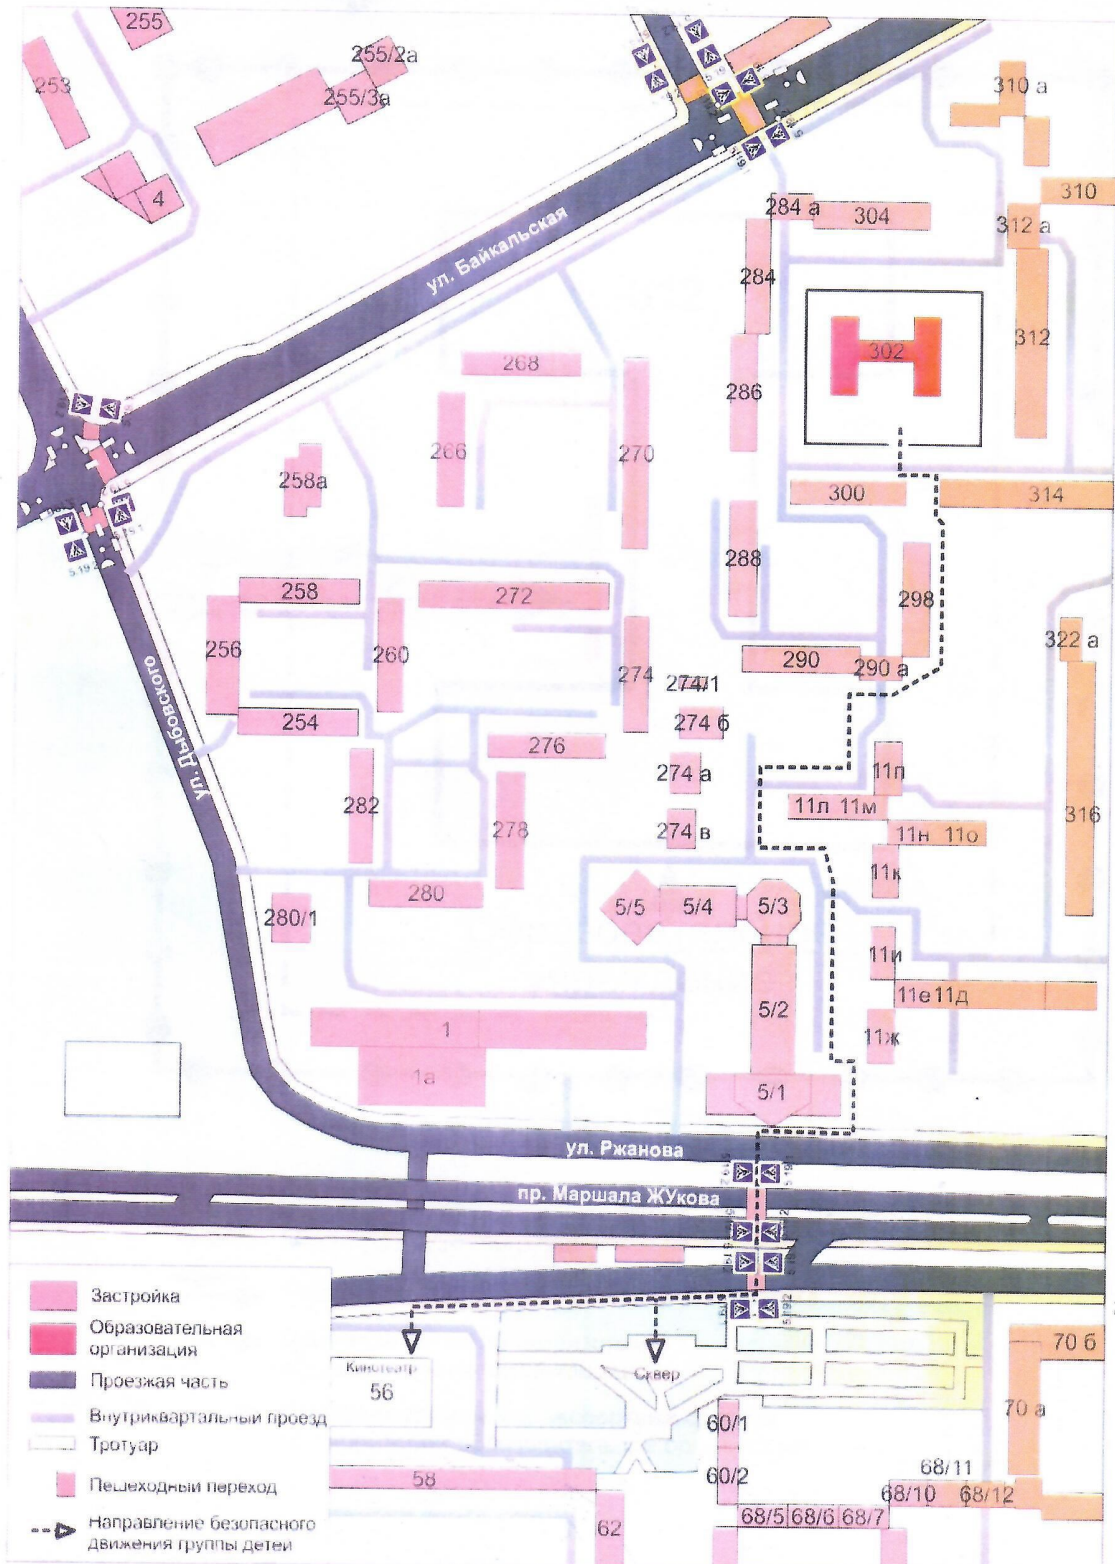 255
255/2а
253
255/3а
4
310 а
310
284 а
304
312 а
ул. Байкальская
284
302
312
268
286
266
270
258а
300
314
288
258
272
298
256
260
322 а
290
290 а
274
274/1
ул. Дыбовского
254
274 б
276
274 а
11п
282
11л 11м
316
278
274 в
11н 11о
11к
280
5/5
5/4
5/3
280/1
11и
11е11д
5/2
1
11ж
1а
5/1
ул. Ржанова
пр. Маршала ЖУкова
Застройка
Образовательная
организация
Проезжая часть
Внутриквартальный проезд
Тротуар
Пешеходный переход
Направление безопасного
движения группы детей
Кинотеатр
56
Сквер
70 б
70 а
60/1
58
60/2
68/11
68/10
68/12
62
68/5
68/6
68/7